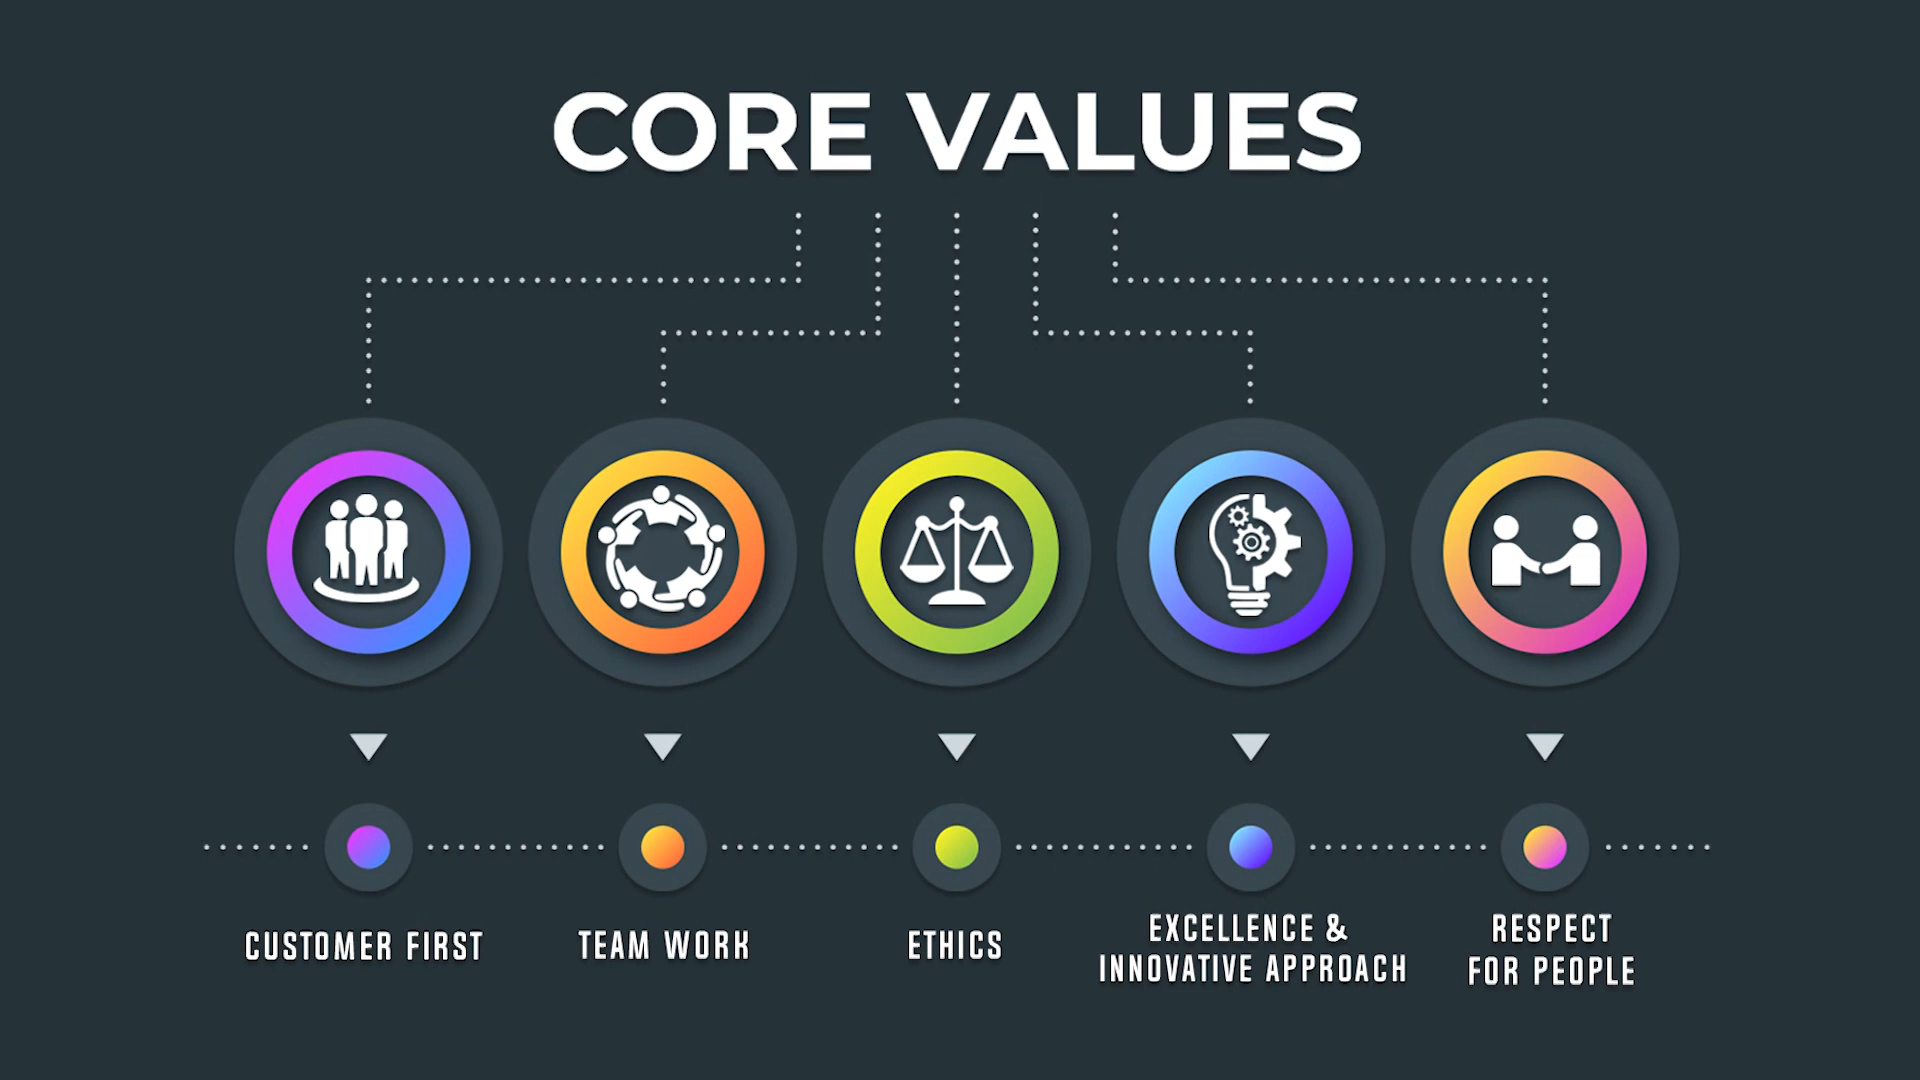 CORE VALUES
CUSTOMER FIRST
TEAM WORK
ETHICS
EXCELLENCE &
INNOVATIVE APPROACH
RESPECT
FOR PEOPLE